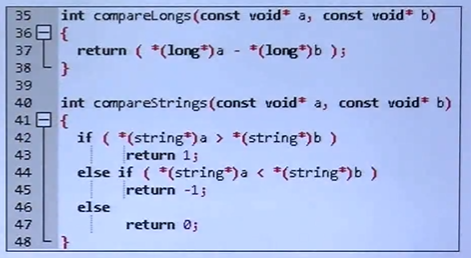 35 int compareLongs(const void* a, const void* b)
36 {
37 return ( *(long*)a - *(long*)b );
38 }
39
40 int compareStrings(const void* a, const void* b)
41 {
42 if ( *(string*)a > *(string*)b )
43 return 1;
44 else if ( *(string*)a < *(string*)b )
45 return -1;
46 else
47 return 0;
48 }